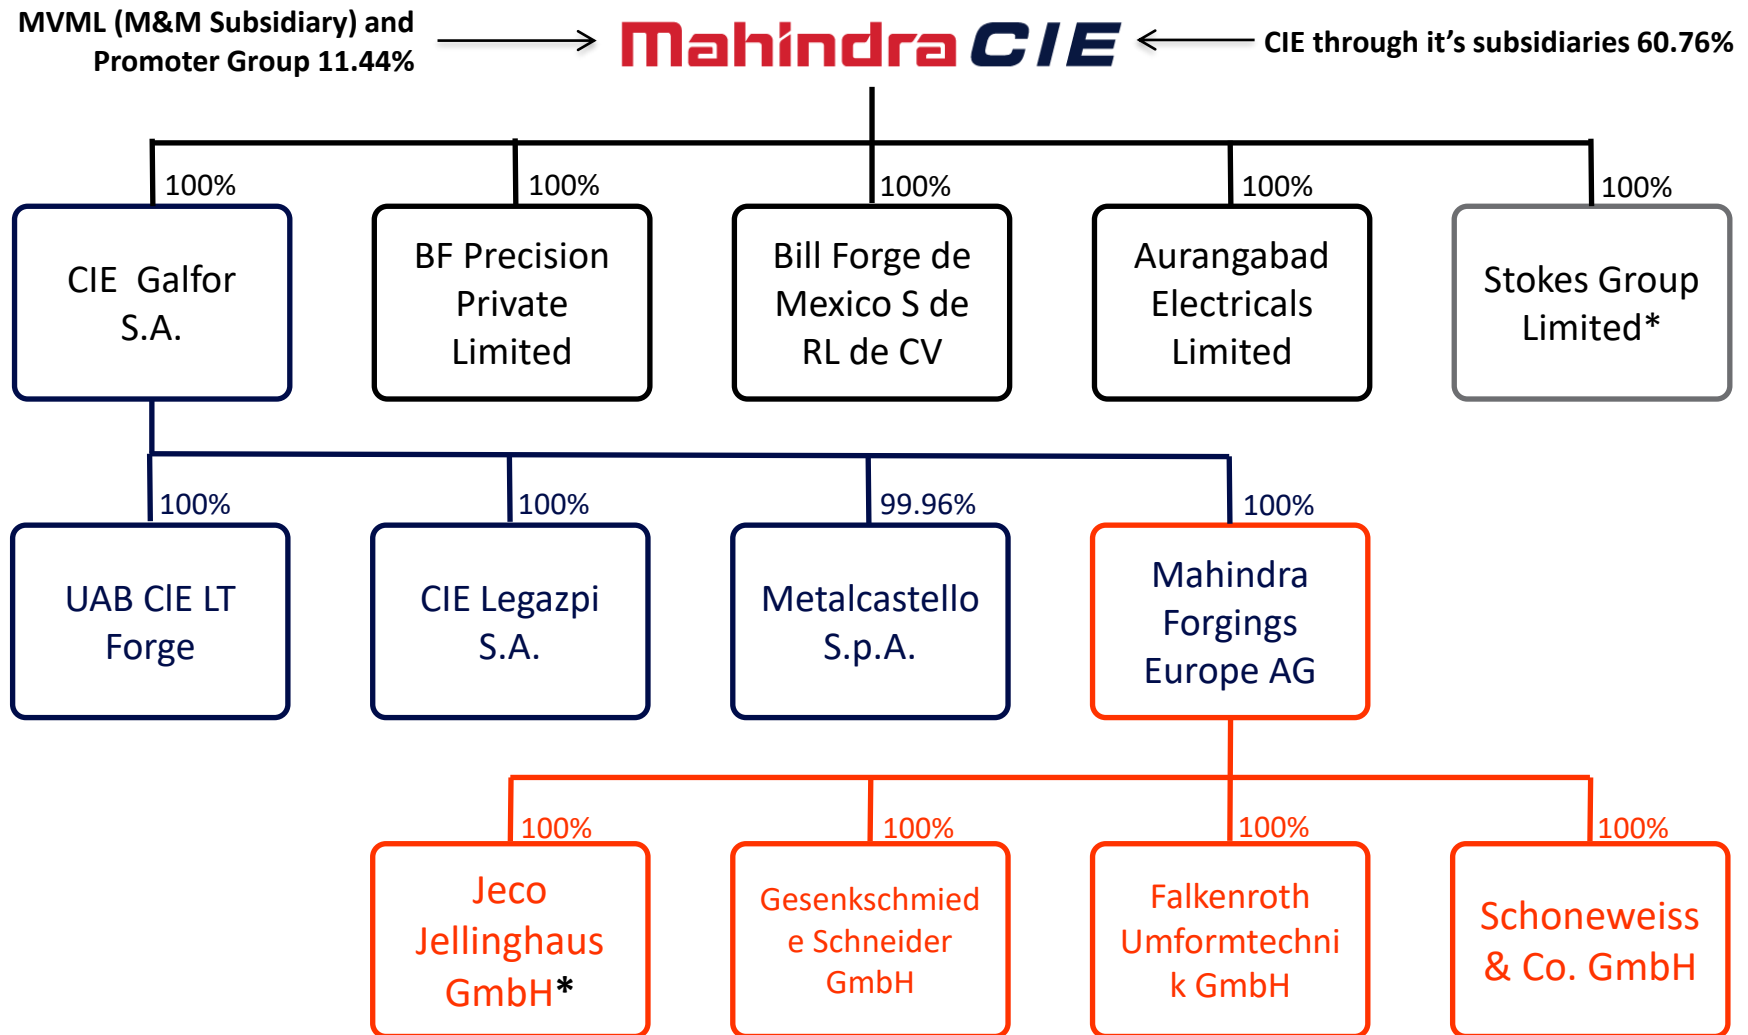 MVML (M&M Subsidiary) and
Promoter Group 11.44%
Mahindra CIE
CIE through it's subsidiaries 60.76%
100%
100%
100%
100%
100%
CIE Galfor
S.A.
BF Precision
Private
Limited
Bill Forge de
Mexico S de
RL de CV
Aurangabad
Electricals
Limited
Stokes Group
Limited*
100%
100%
99.96%
100%
UAB CIE LT
Forge
CIE Legazpi
S.A.
Metalcastello
S.p.A.
Mahindra
Forgings
Europe AG
100%
100%
100%
100%
Jeco
Jellinghaus
GmbH*
Gesenkschmied
e Schneider
GmbH
Falkenroth
Umformtechni
k GmbH
Schoneweiss
& Co. GmbH